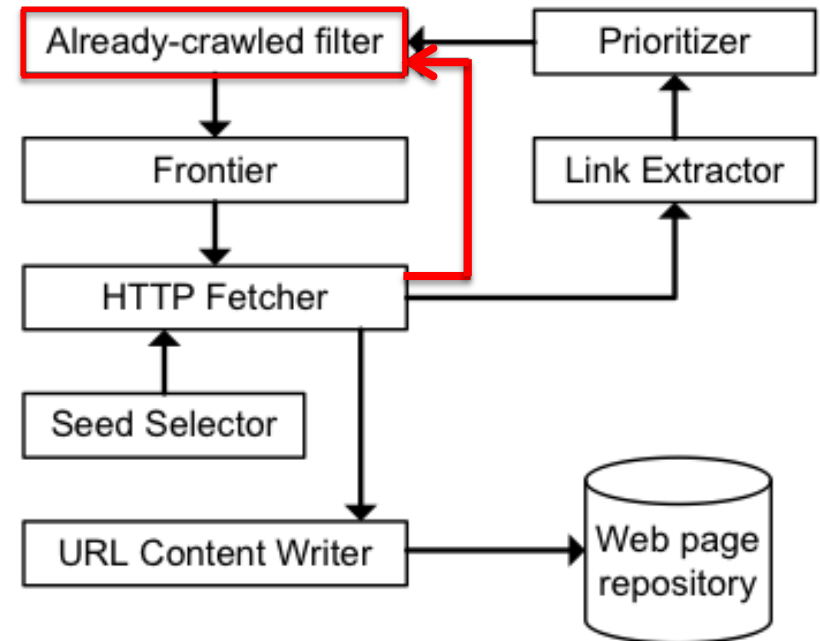 Already-crawled filter
Prioritizer
Frontier
Link Extractor
HTTP Fetcher
Seed Selector
URL Content Writer
Web page
repository